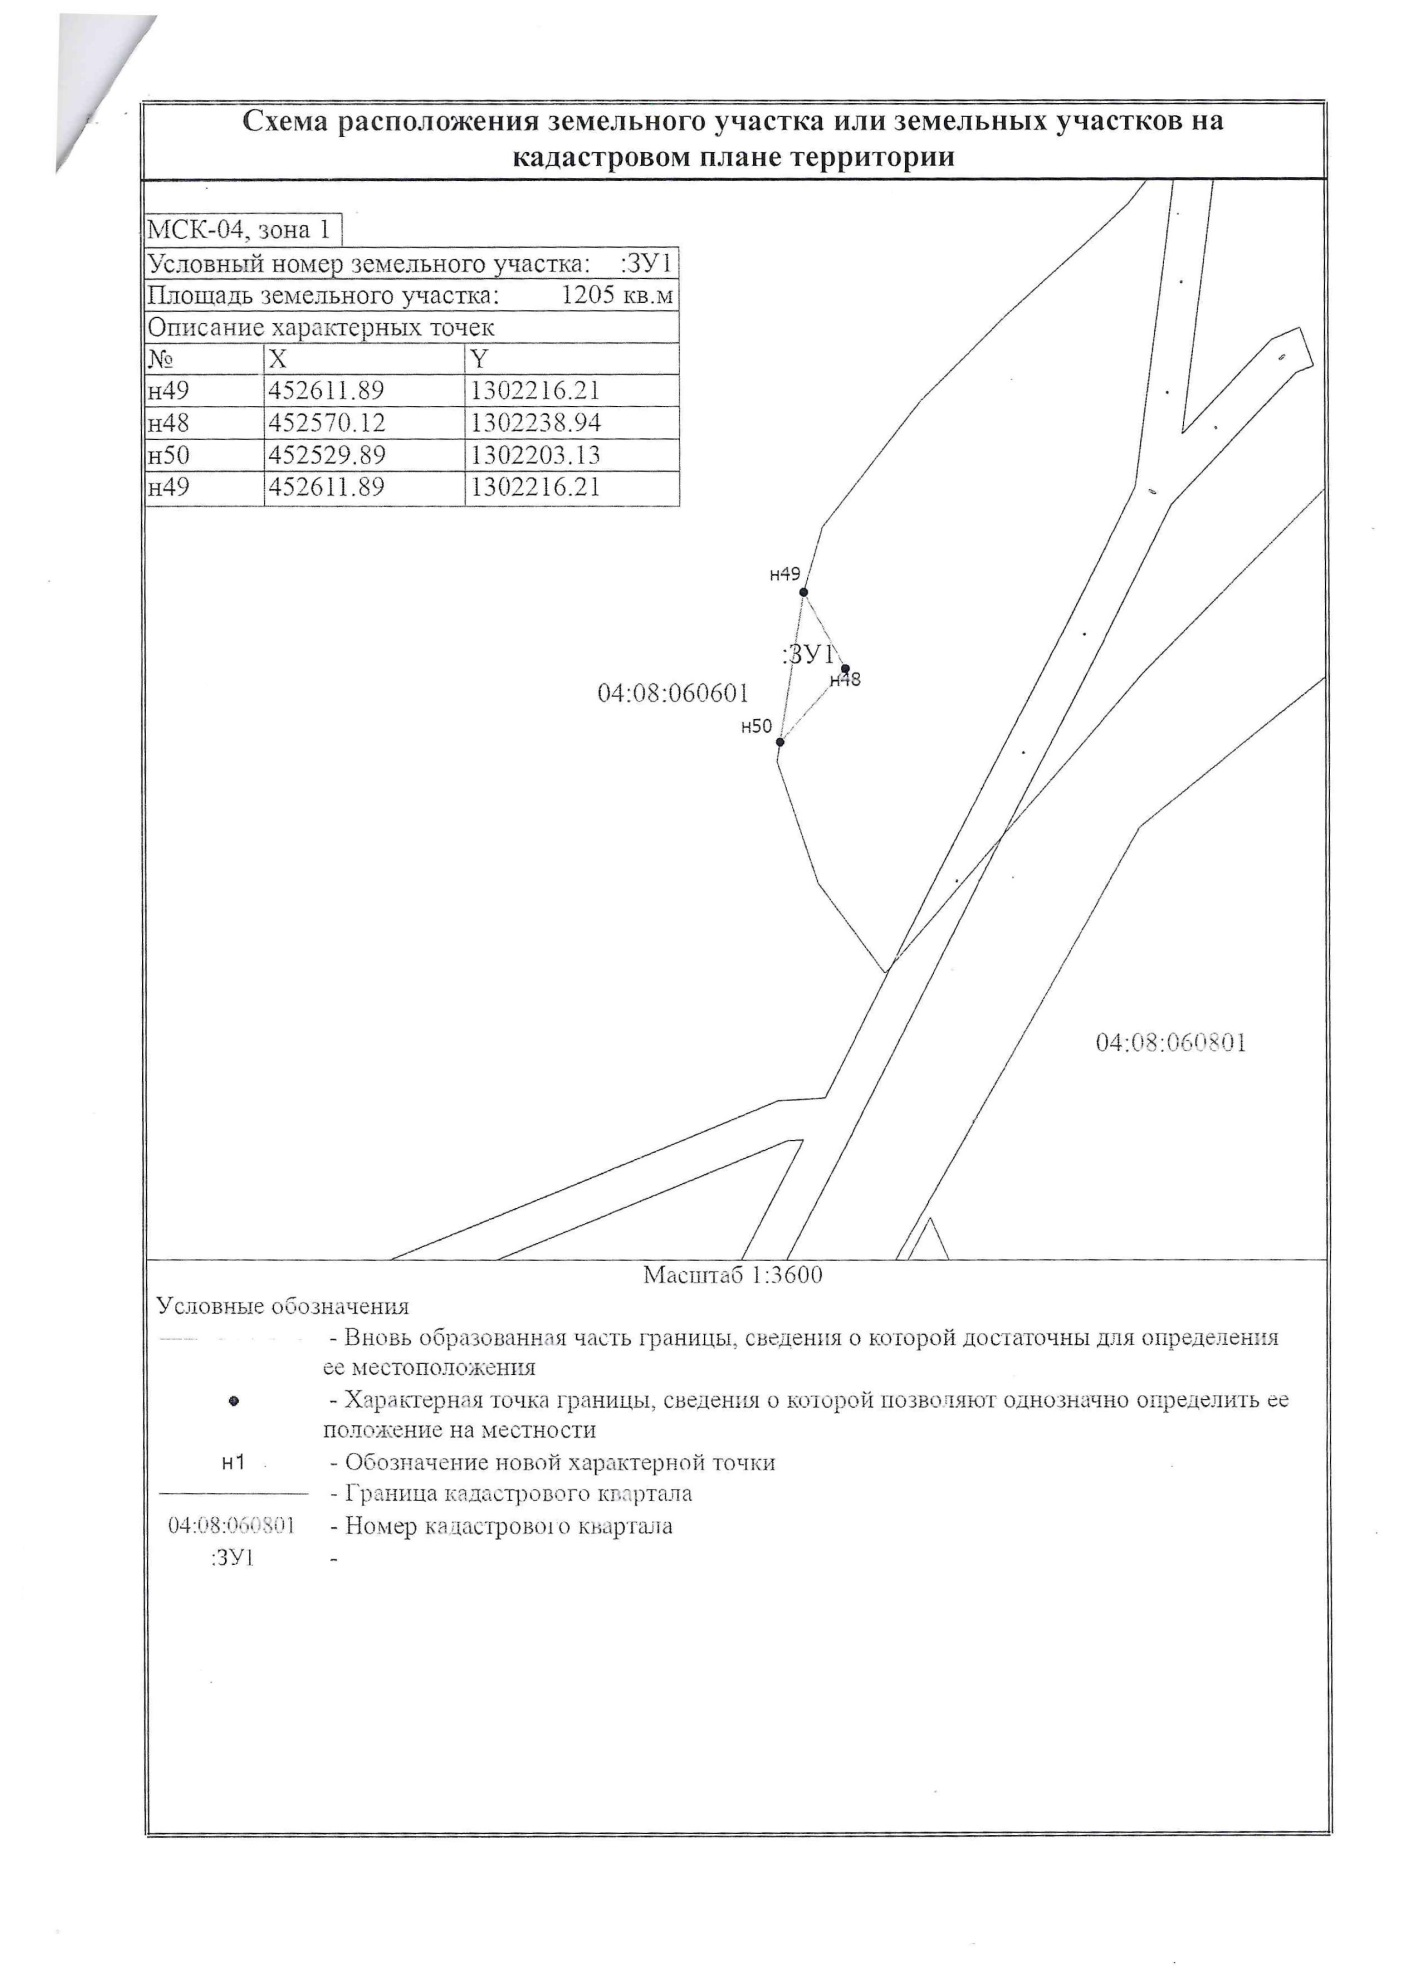 Схема расположения земельного участка или земельных участков на
кадастровом плане территории
МСК-04, зона 1
Условный номер земельного участка: :ЗУ1
Площадь земельного участка: 1205 кв.м
Описание характерных точек
№ X Y
н49 452611.89 1302216.21
н48 452570.12 1302238.94
н50 452529.89 1302203.13
н49 452611.89 1302216.21
н49
:ЗУ1
н48
04:08:060601
н50
04:08:060801
Масштаб 1:3600
Условные обозначения
- Вновь образованная часть границы, сведения о которой достаточны для определения
ее местоположения
- Характерная точка границы, сведения о которой позволяют однозначно определить ее
положение на местности
н1 - Обозначение новой характерной точки
- Граница кадастрового квартала
04:08:060801 - Номер кадастрового квартала
:ЗУ1 -